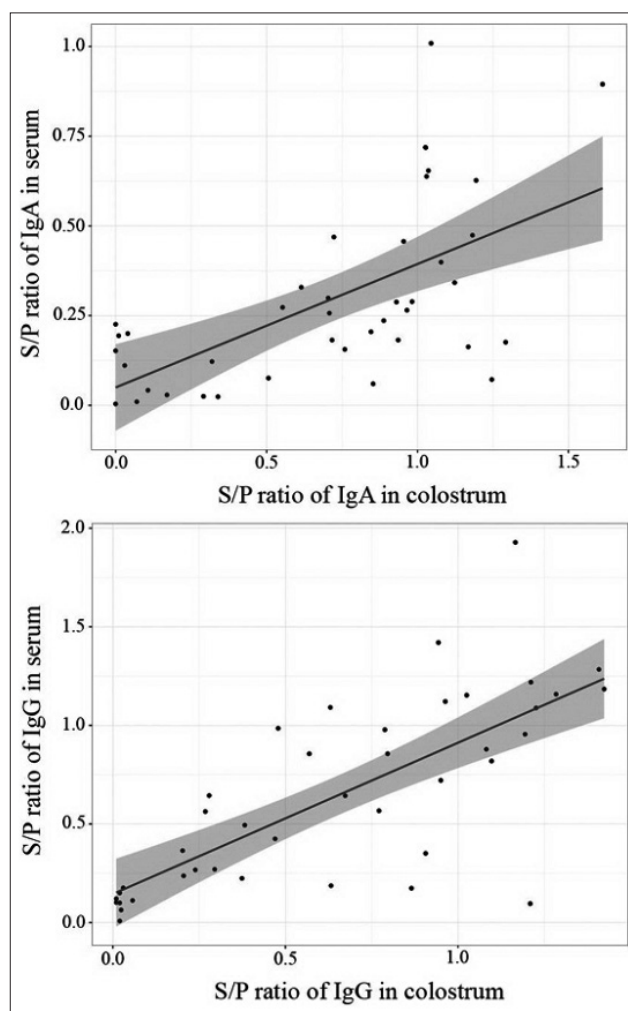 1.0
0.75
0.50
0.25
0.0
S/P ratio of IgA in serum
0.0 0.5 1.0 1.5
S/P ratio of IgA in colostrum
2.0
1.5
1.0
0.5
0.0
S/P ratio of IgG in serum
0.0 0.5 1.0
S/P ratio of IgG in colostrum